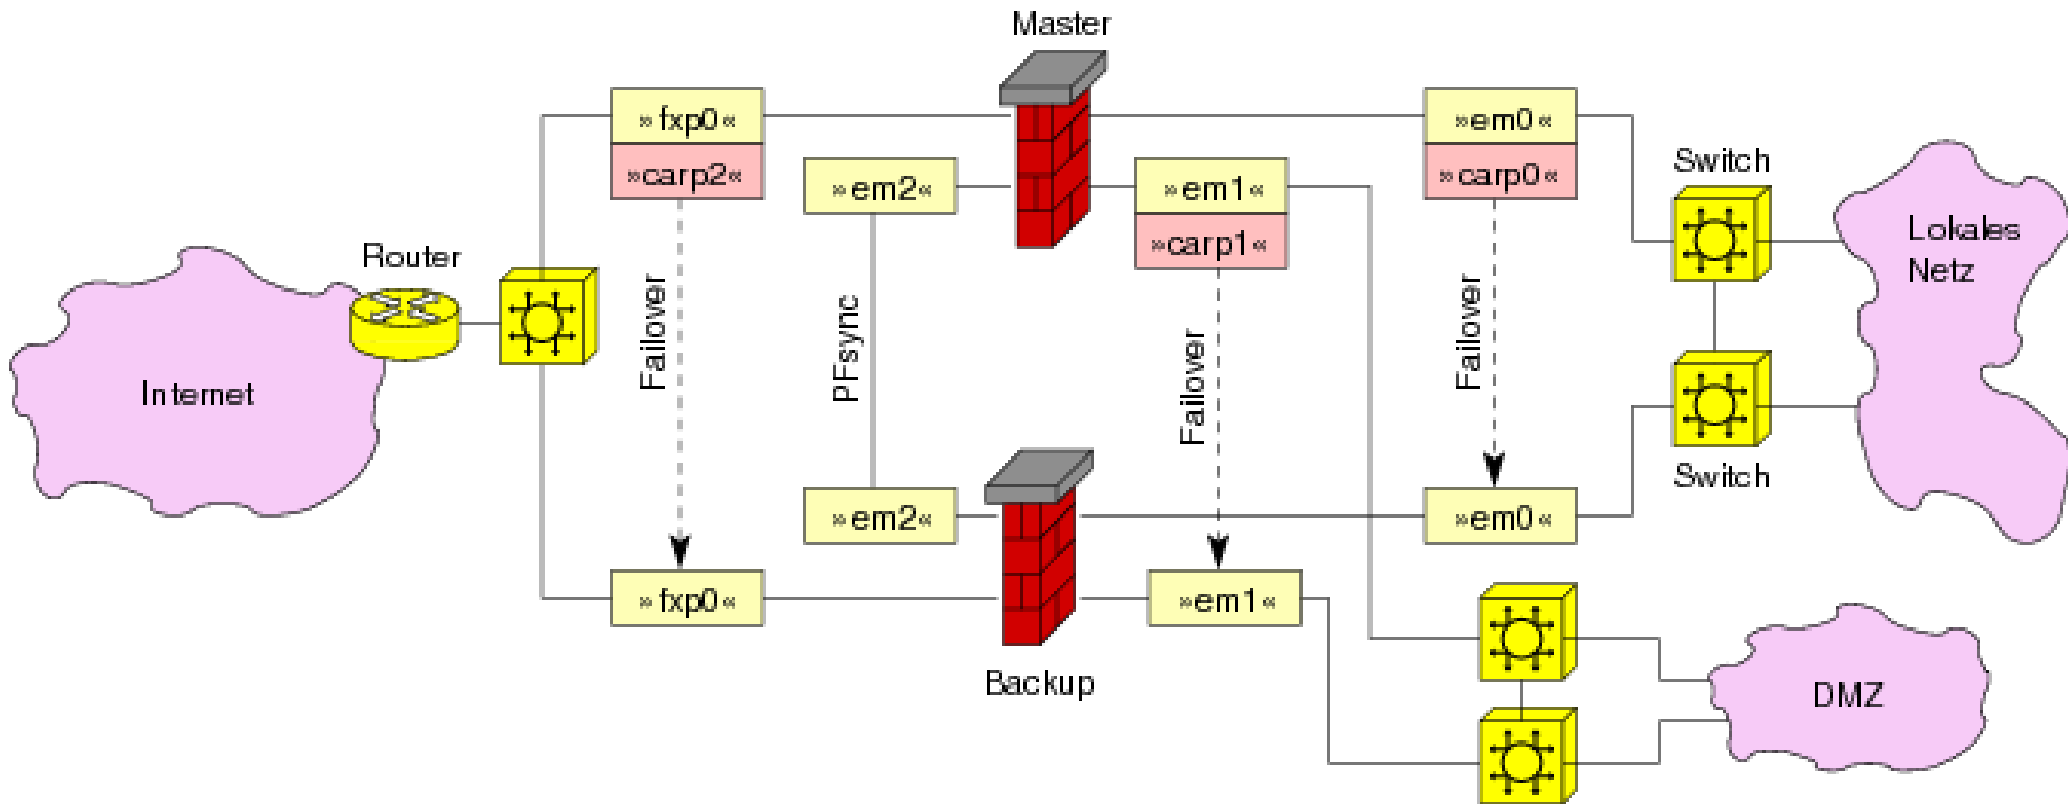 Master
»fxp0«
»em0«
»carp2«
»em2«
»em1«
»carp0«
Switch
»carp1«
Lokales
Netz
Router
Failover
PFsync
Failover
Failover
Internet
Switch
»em2«
»em0«
»fxp0«
»em1«
Backup
DMZ